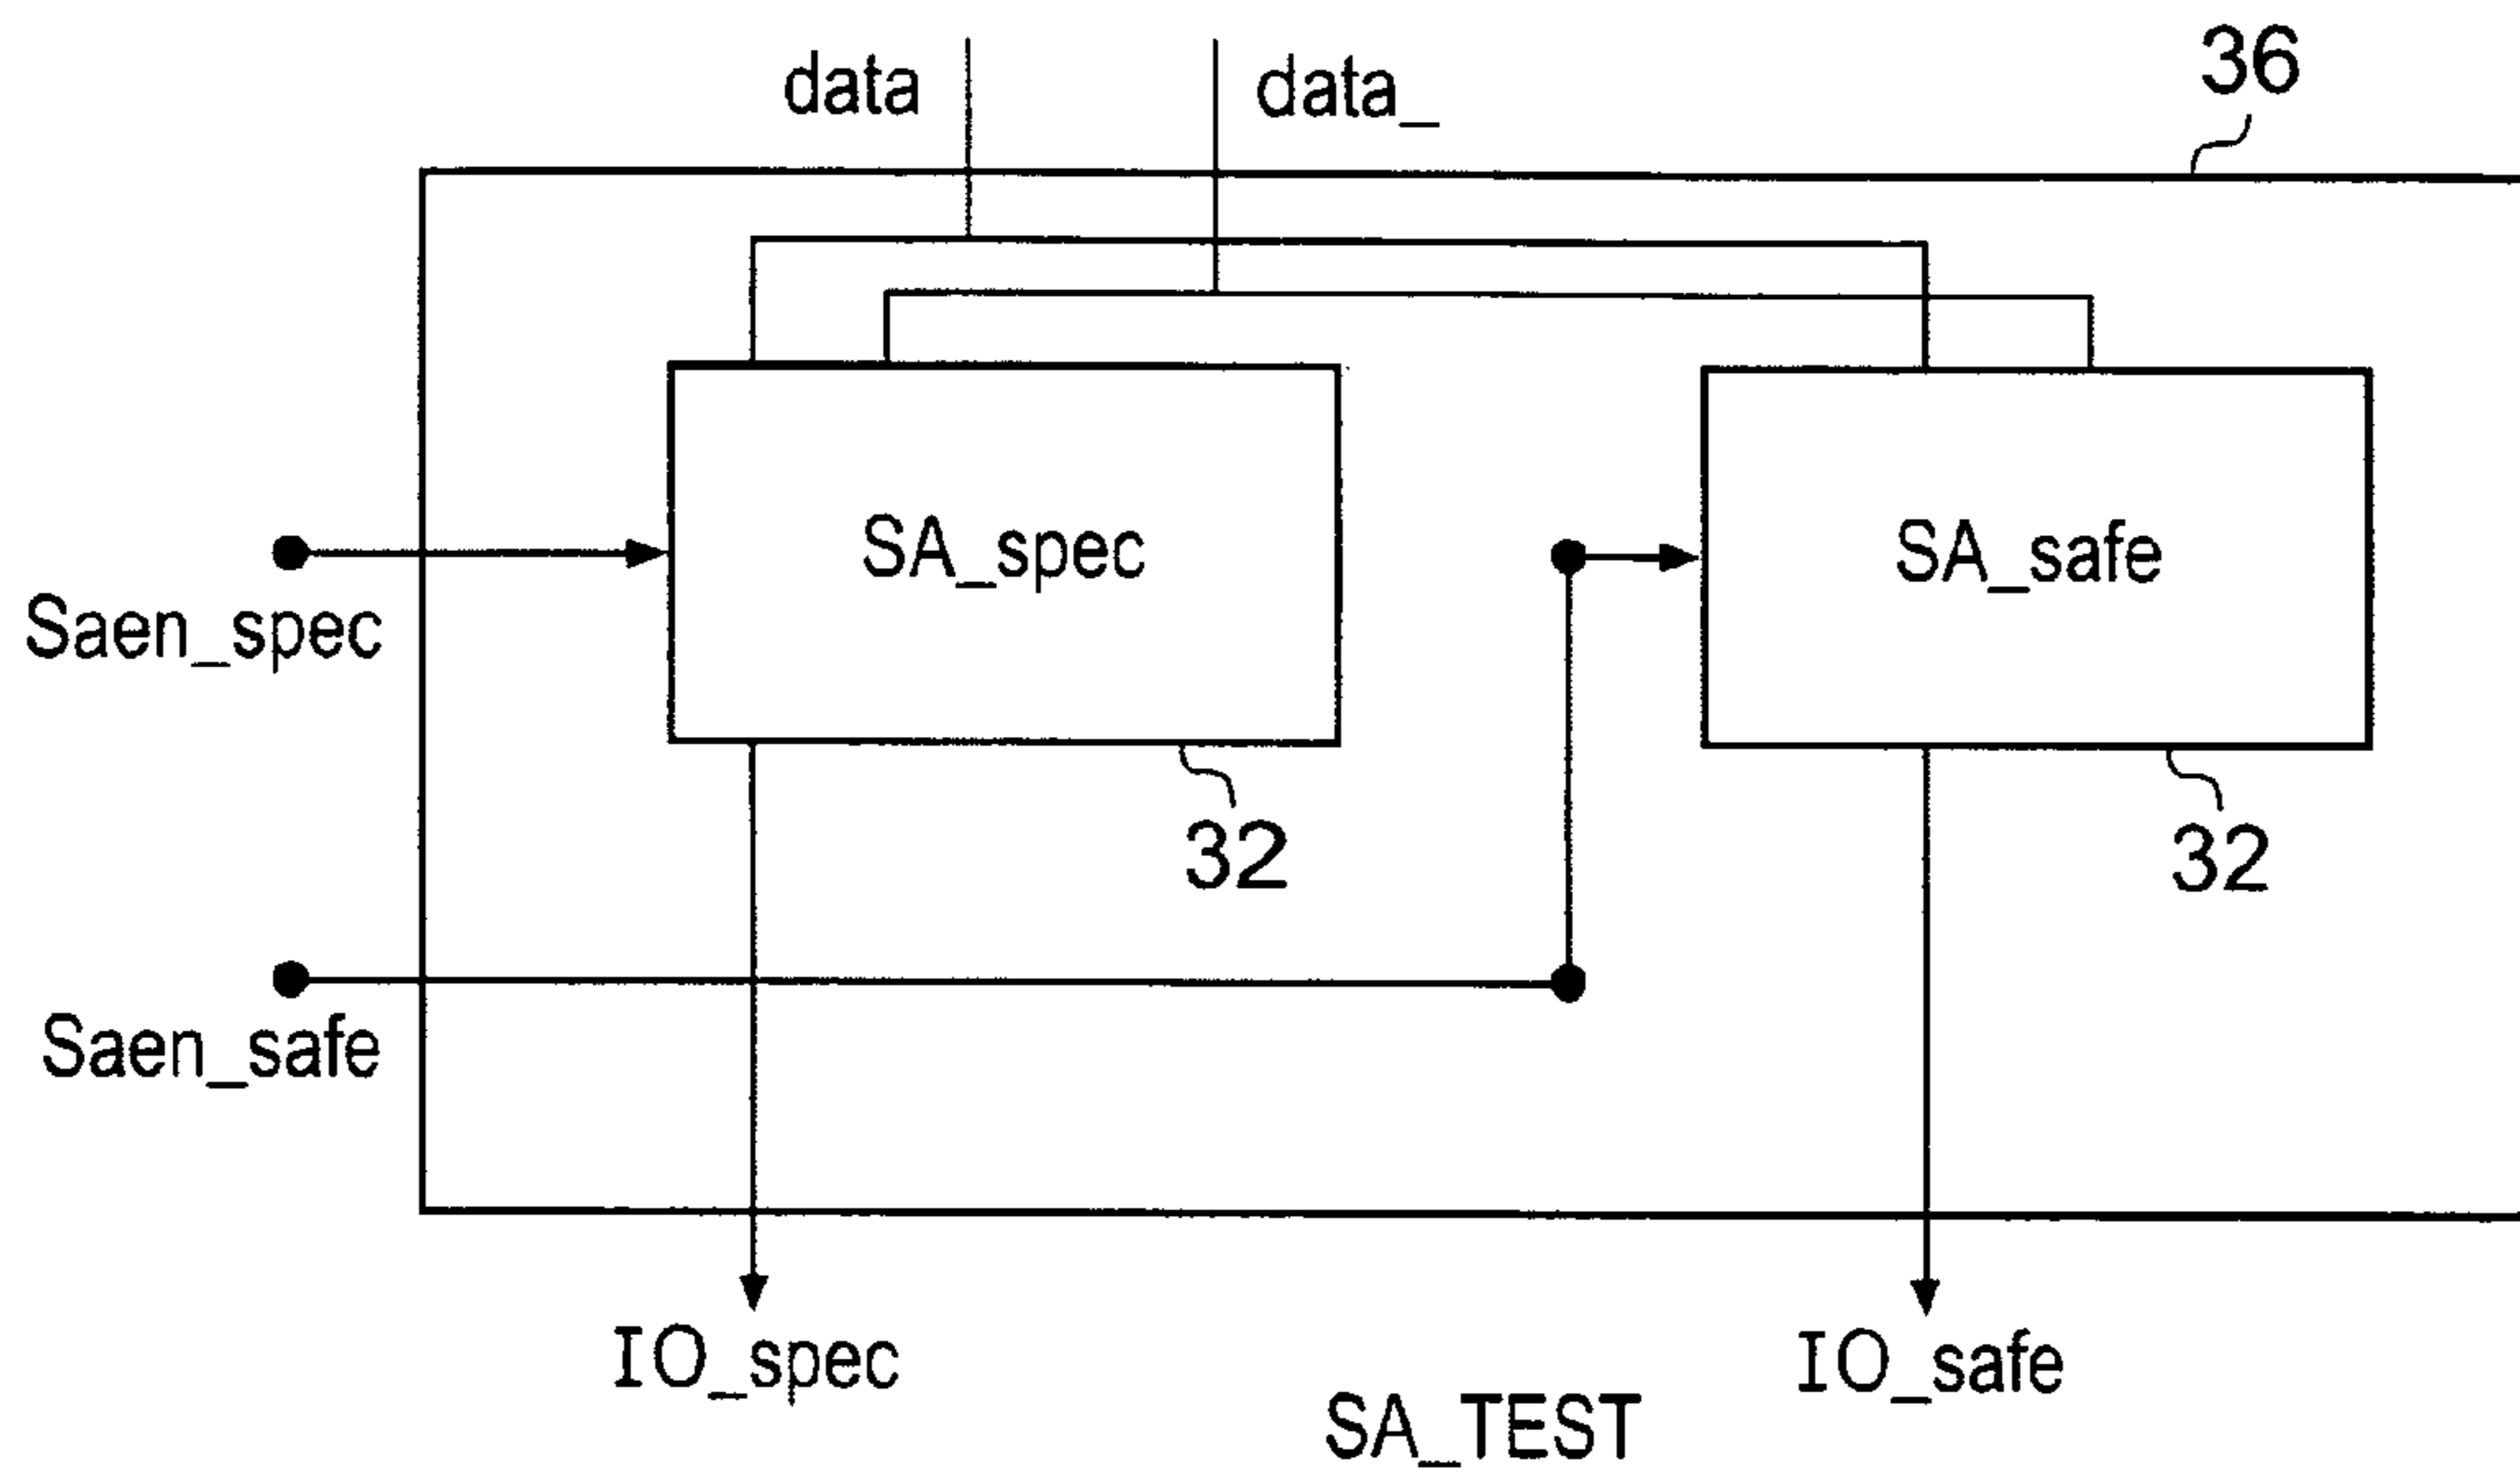 36
data
data_
SA_spec
SA_safe
Saen_spec
32
32
Saen_safe
IO_spec
IO_safe
SA_TEST